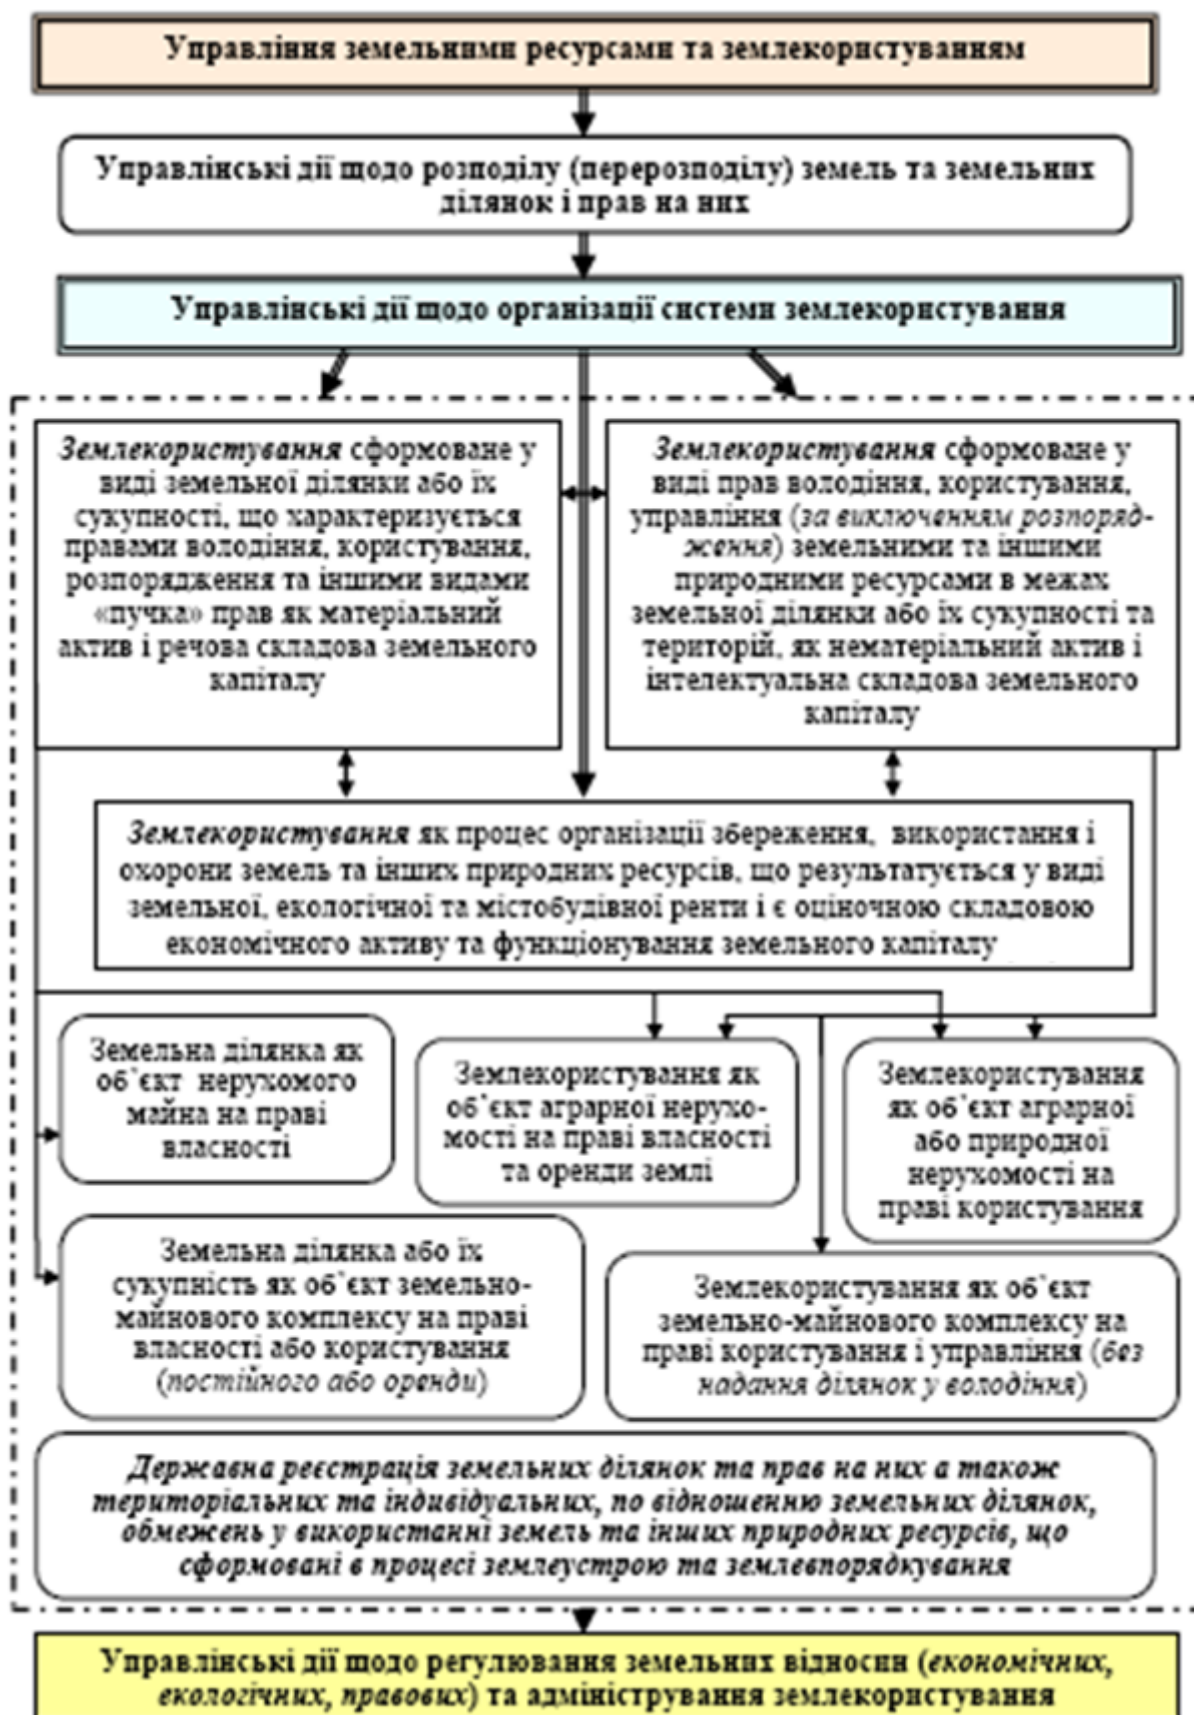 Управління земельними ресурсами та землекористуванням
Управлінські дії щодо розподілу (перерозподілу) земель та земельних
ділянок і прав на них
Управлінські дії щодо організації системи землекористування
Землекористування сформоване у
виді земельної ділянки або їх
сукупності, що характеризується
правами володіння, користування,
розпорядження та іншими видами
«пучка» прав як матеріальний
актив і речова складова земельного
капіталу
Землекористування сформоване у
виді прав володіння, користування,
управління (за виключенням розпоряд-
ження) земельними та іншими
природними ресурсами в межах
земельної ділянки або їх сукупності та
територій, як нематеріальний актив і
інтелектуальна складова земельного
капіталу
Землекористування як процес організації збереження, використання і
охорони земель та інших природних ресурсів, що результатується у виді
земельної, екологічної та містобудівної ренти і є оціночною складовою
економічного активу та функціонування земельного капіталу
Земельна ділянка як
об`єкт нерухомого
майна на праві
власності
Землекористування як
об`єкт аграрної нерухо-
мості на праві власності
та оренди землі
Землекористування
як об`єкт аграрної
або природної
нерухомості на
праві користування
Земельна ділянка або їх
сукупність як об`єкт земельно-
майнового комплексу на праві
власності або користування
(постійного або оренди)
Землекористування як об`єкт
земельно-майнового комплексу на
праві користування і управління (без
надання ділянок у володіння)
Державна реєстрація земельних ділянок та прав на них а також
територіальних та індивідуальних, по відношенню земельних ділянок,
обмежень у використанні земель та інших природних ресурсів, що
сформовані в процесі землеустрою та землевпорядкування
Управлінські дії щодо регулювання земельних відносин (економічних,
екологічних, правових) та адміністрування землекористування